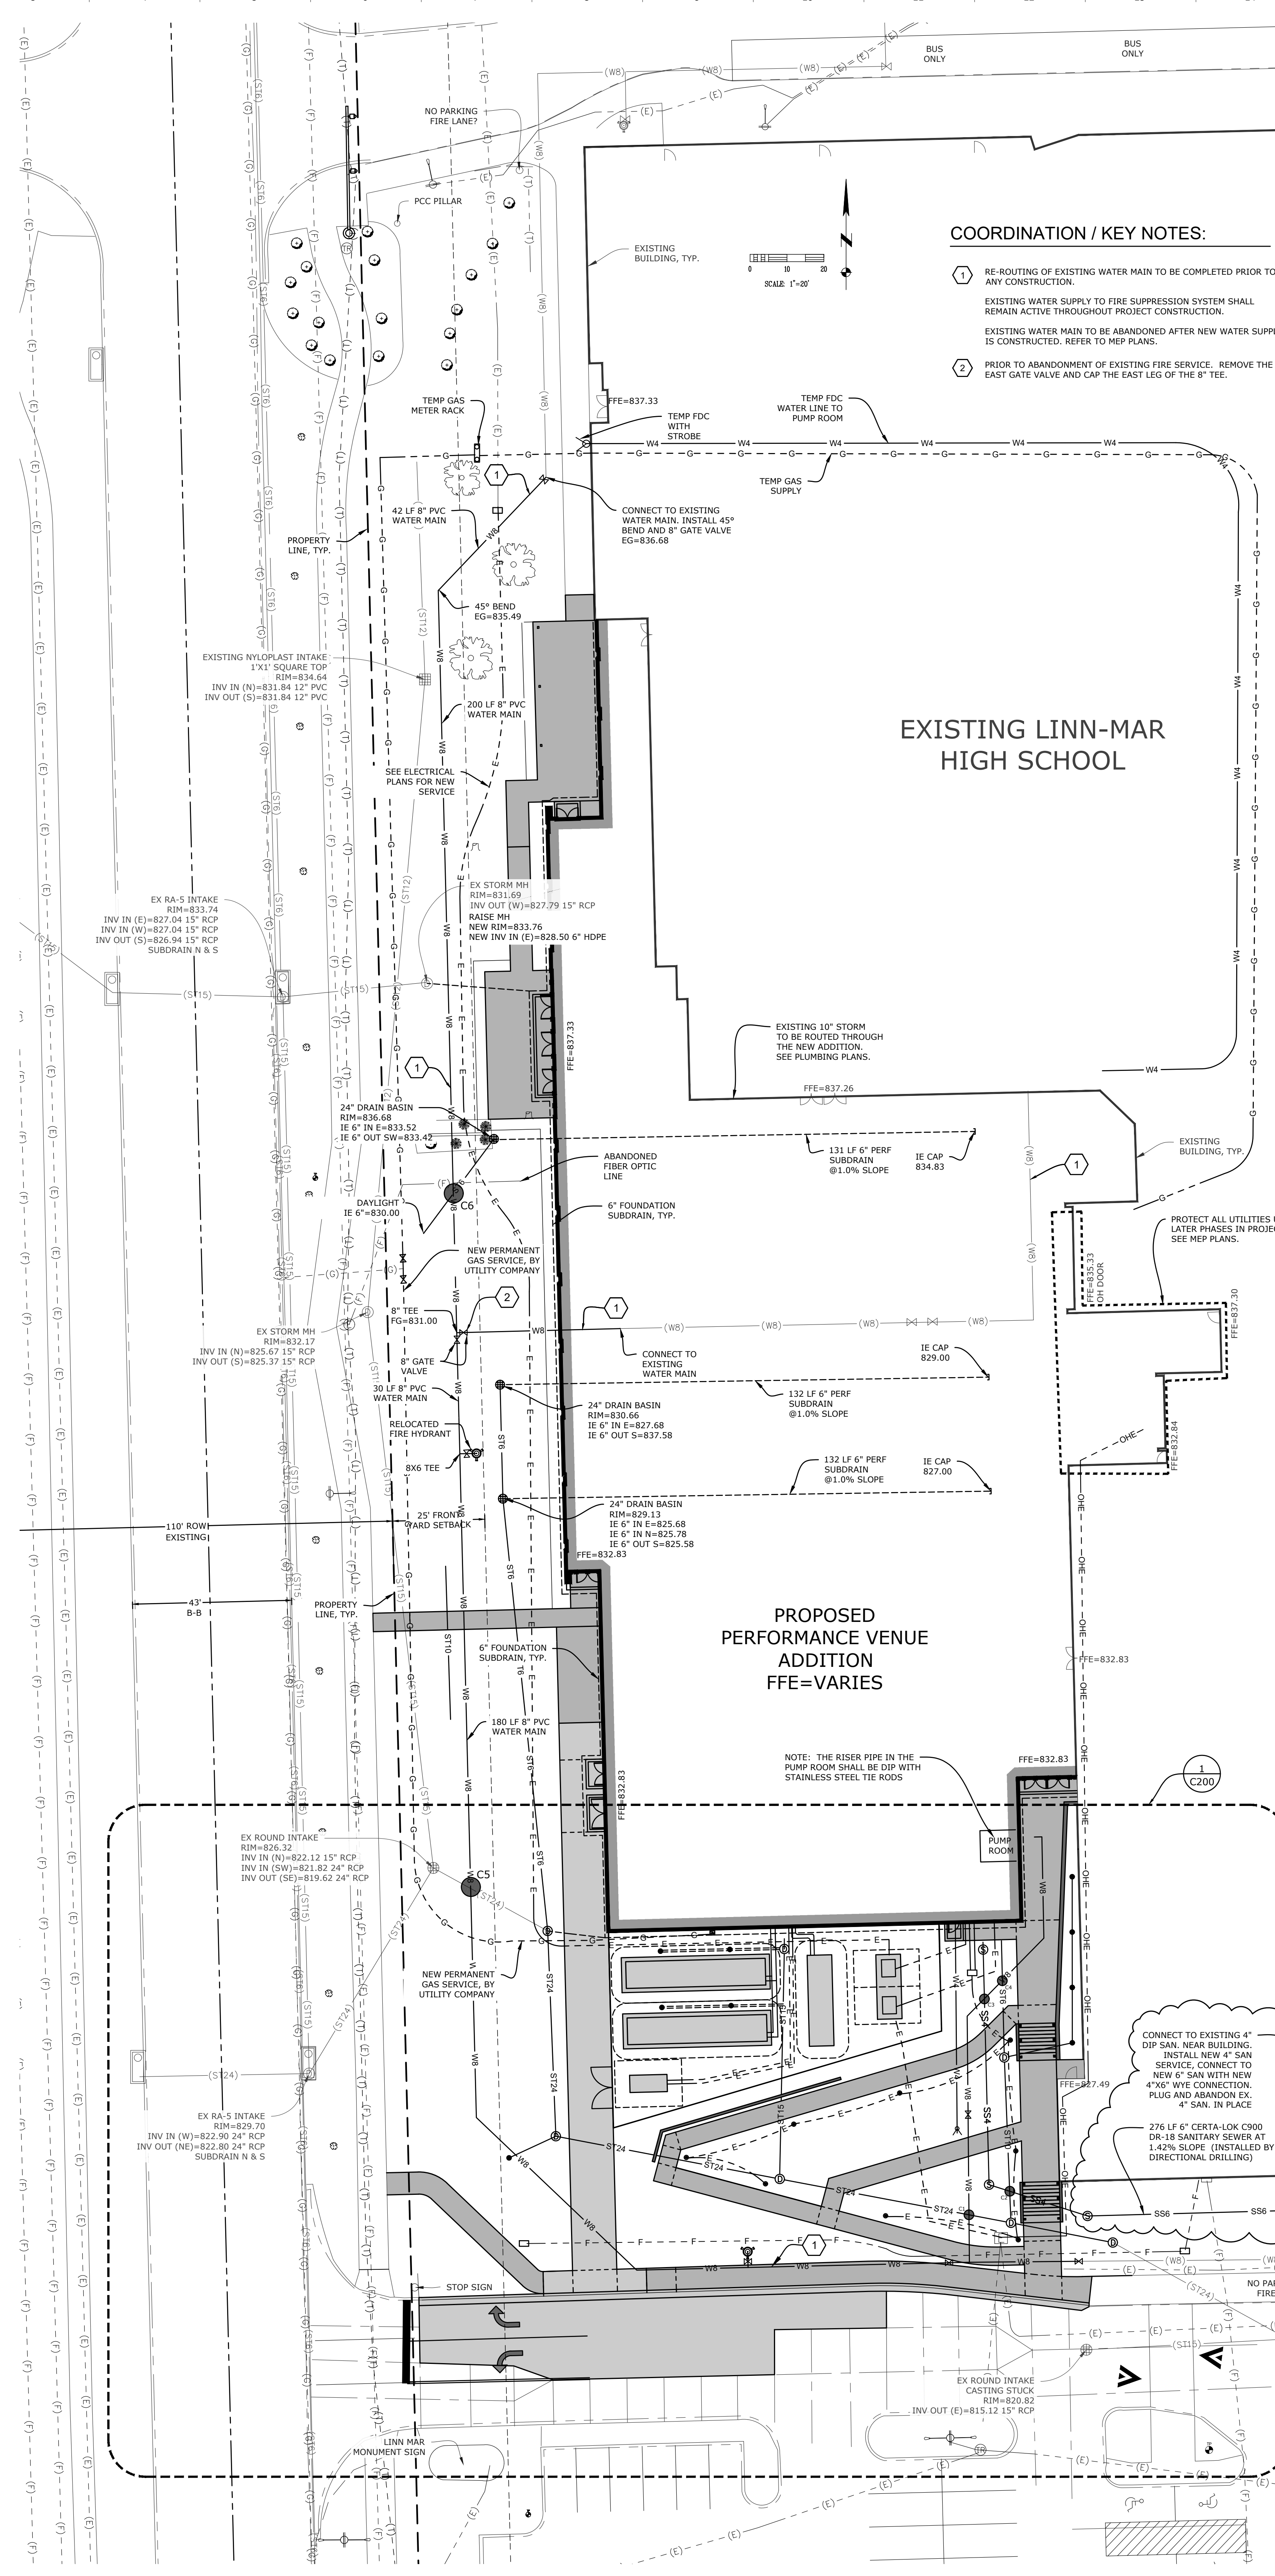 BUS
ONLY
BUS
ONLY
NO PARKING
FIRE LANE?
PCC PILLAR
EXISTING
BUILDING, TYP.
N
0 10 20
SCALE: 1"=20'
COORDINATION / KEY NOTES:
1
RE-ROUTING OF EXISTING WATER MAIN TO BE COMPLETED PRIOR TO
ANY CONSTRUCTION.
EXISTING WATER SUPPLY TO FIRE SUPPRESSION SYSTEM SHALL
REMAIN ACTIVE THROUGHOUT PROJECT CONSTRUCTION.
EXISTING WATER MAIN TO BE ABANDONED AFTER NEW WATER SUPPL
IS CONSTRUCTED. REFER TO MEP PLANS.
2
PRIOR TO ABANDONMENT OF EXISTING FIRE SERVICE. REMOVE THE
EAST GATE VALVE AND CAP THE EAST LEG OF THE 8" TEE.
TEMP GAS
METER RACK
FFE=837.33
TEMP FDC
WITH
STROBE
TEMP FDC
WATER LINE TO
PUMP ROOM
TEMP GAS
SUPPLY
1
42 LF 8" PVC
WATER MAIN
CONNECT TO EXISTING
WATER MAIN. INSTALL 45°
BEND AND 8" GATE VALVE
EG=836.68
PROPERTY
LINE, TYP.
45° BEND
EG=835.49
EXISTING NYLOPLAST INTAKE
1'X1' SQUARE TOP
RIM=834.64
INV IN (N)=831.84 12" PVC
INV OUT (S)=831.84 12" PVC
200 LF 8" PVC
WATER MAIN
EXISTING LINN-MAR
HIGH SCHOOL
SEE ELECTRICAL
PLANS FOR NEW
SERVICE
EX STORM MH
RIM=831.69
INV OUT (W)=827.79 15" RCP
RAISE MH
NEW RIM=833.76
NEW INV IN (E)=828.50 6" HDPE
EX RA-5 INTAKE
RIM=833.74
INV IN (E)=827.04 15" RCP
INV IN (W)=827.04 15" RCP
INV OUT (S)=826.94 15" RCP
SUBDRAIN N & S
FFE=837.33
EXISTING 10" STORM
TO BE ROUTED THROUGH
THE NEW ADDITION.
SEE PLUMBING PLANS.
FFE=837.26
1
24" DRAIN BASIN
RIM=836.68
IE 6" IN E=833.52
IE 6" OUT SW=833.42
131 LF 6" PERF
SUBDRAIN
@1.0% SLOPE
IE CAP
834.83
1
EXISTING
BUILDING, TYP.
ABANDONED
FIBER OPTIC
LINE
DAYLIGHT
IE 6"=830.00
C6
6" FOUNDATION
SUBDRAIN, TYP.
PROTECT ALL UTILITIES U
LATER PHASES IN PROJEC
SEE MEP PLANS.
NEW PERMANENT
GAS SERVICE, BY
UTILITY COMPANY
FFE=835.33
OH DOOR
FFE=837.30
2
1
8" TEE
FG=831.00
8" GATE
VALVE
EX STORM MH
RIM=832.17
INV IN (N)=825.67 15" RCP
INV OUT (S)=825.37 15" RCP
CONNECT TO
EXISTING
WATER MAIN
IE CAP
829.00
30 LF 8" PVC
WATER MAIN
132 LF 6" PERF
SUBDRAIN
@1.0% SLOPE
24" DRAIN BASIN
RIM=830.66
IE 6" IN E=827.68
IE 6" OUT S=837.58
RELOCATED
FIRE HYDRANT
8X6 TEE
132 LF 6" PERF
SUBDRAIN
@1.0% SLOPE
IE CAP
827.00
FFE=832.84
24" DRAIN BASIN
RIM=829.13
IE 6" IN E=825.68
IE 6" IN N=825.78
IE 6" OUT S=825.58
110' ROW
EXISTING
25' FRONT
YARD SETBACK
FFE=832.83
43'
B-B
PROPERTY
LINE, TYP.
PROPOSED
PERFORMANCE VENUE
ADDITION
FFE=VARIES
6" FOUNDATION
SUBDRAIN, TYP.
FFE=832.83
180 LF 8" PVC
WATER MAIN
NOTE: THE RISER PIPE IN THE
PUMP ROOM SHALL BE DIP WITH
STAINLESS STEEL TIE RODS
FFE=832.83
FFE=832.83
1
C200
EX ROUND INTAKE
RIM=826.32
INV IN (N)=822.12 15" RCP
INV IN (SW)=821.82 24" RCP
INV OUT (SE)=819.62 24" RCP
PUMP
ROOM
C5
NEW PERMANENT
GAS SERVICE, BY
UTILITY COMPANY
CONNECT TO EXISTING 4"
DIP SAN. NEAR BUILDING.
INSTALL NEW 4" SAN
SERVICE, CONNECT TO
NEW 6" SAN WITH NEW
4"X6" WYE CONNECTION.
PLUG AND ABANDON EX.
4" SAN. IN PLACE
FFE=827.49
EX RA-5 INTAKE
RIM=829.70
INV IN (W)=822.90 24" RCP
INV OUT (NE)=822.80 24" RCP
SUBDRAIN N & S
276 LF 6" CERTA-LOK C900
DR-18 SANITARY SEWER AT
1.42% SLOPE (INSTALLED BY
DIRECTIONAL DRILLING)
1
STOP SIGN
NO PA
FIRE
EX ROUND INTAKE
CASTING STUCK
RIM=820.82
INV OUT (E)=815.12 15" RCP
LINN MAR
MONUMENT SIGN